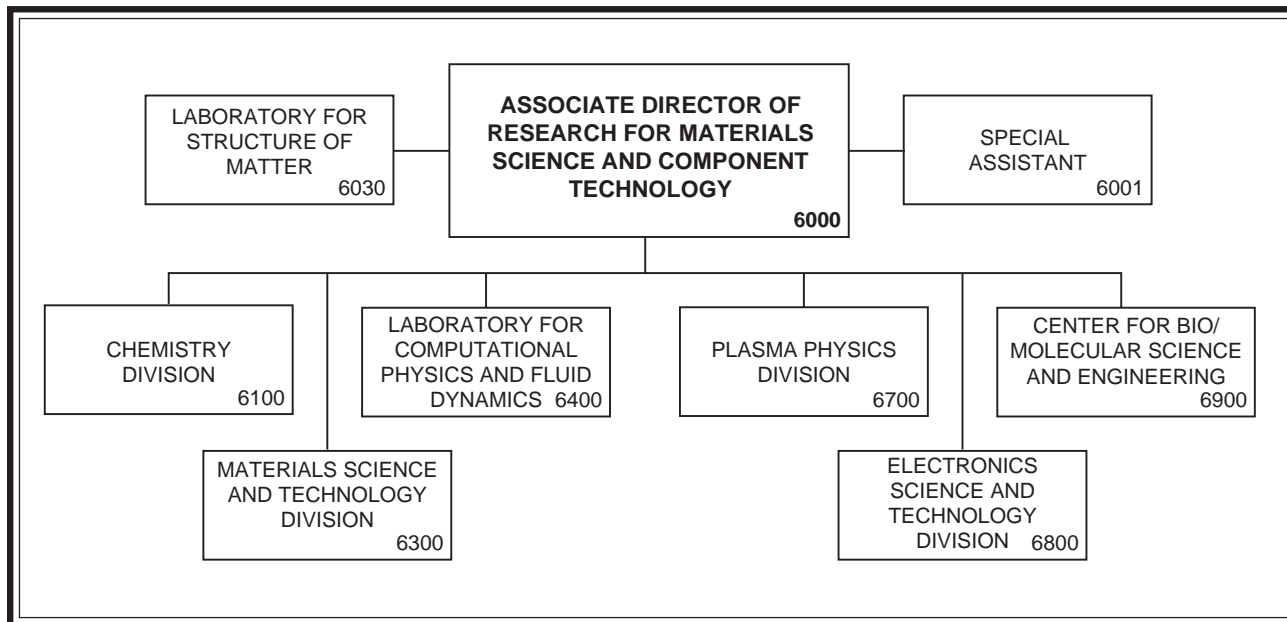 LABORATORY FOR
STRUCTURE OF
MATTER
6030
ASSOCIATE DIRECTOR OF
RESEARCH FOR MATERIALS
SCIENCE AND COMPONENT
TECHNOLOGY
6000
SPECIAL
ASSISTANT
6001
CHEMISTRY
DIVISION
6100
LABORATORY FOR
COMPUTATIONAL
PHYSICS AND FLUID
DYNAMICS 6400
PLASMA PHYSICS
DIVISION
6700
CENTER FOR BIO/
MOLECULAR SCIENCE
AND ENGINEERING
6900
MATERIALS SCIENCE
AND TECHNOLOGY
DIVISION
6300
ELECTRONICS
SCIENCE AND
TECHNOLOGY
DIVISION 6800